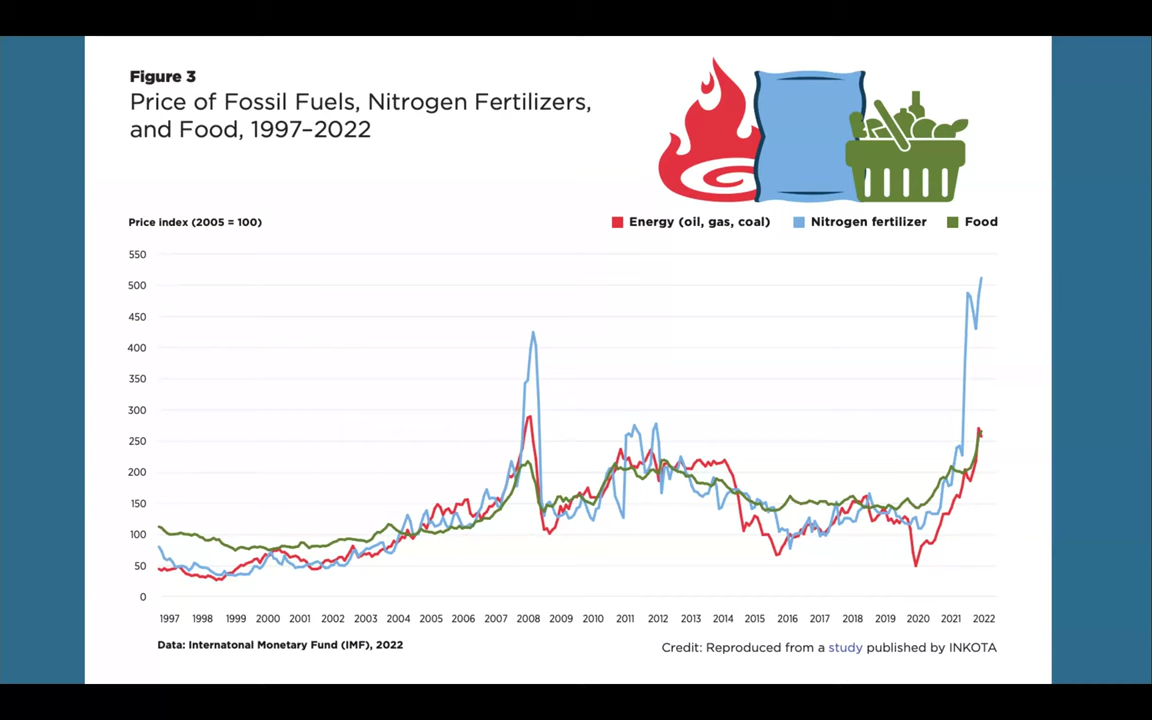 Figure 3
Price of Fossil Fuels, Nitrogen Fertilizers,
and Food, 1997–2022
Price index (2005 = 100)
Energy (oil, gas, coal) Nitrogen fertilizer Food
550
500
450
400
350
300
250
200
150
100
50
0
1997 1998 1999 2000 2001 2002 2003 2004 2005 2006 2007 2008 2009 2010 2011 2012 2013 2014 2015 2016 2017 2018 2019 2020 2021 2022
Data: Internatonal Monetary Fund (IMF), 2022
Credit: Reproduced from a study published by INKOTA